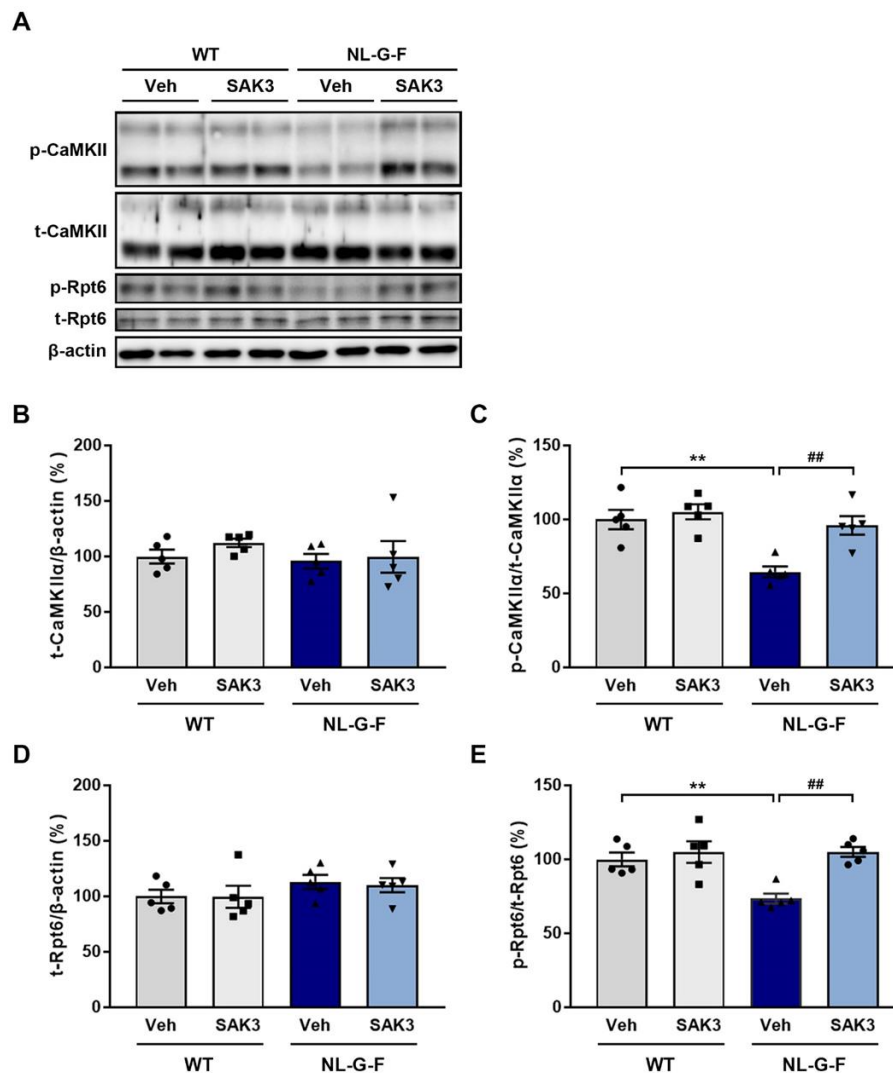 A
WT NL-G-F
Veh SAK3 Veh SAK3
p-CaMKII
t-CaMKII
p-Rpt6
t-Rpt6
β-actin
B
t-CaMKIIα/β-actin (%)
200
150
100
50
0
Veh SAK3 Veh SAK3
WT NL-G-F
C
p-CaMKIIα/t-CaMKIIα (%)
150
100
50
0
** ##
Veh SAK3 Veh SAK3
WT NL-G-F
D
t-Rpt6/β-actin (%)
200
150
100
50
0
Veh SAK3 Veh SAK3
WT NL-G-F
E
p-Rpt6/t-Rpt6 (%)
150
100
50
0
** ##
Veh SAK3 Veh SAK3
WT NL-G-F